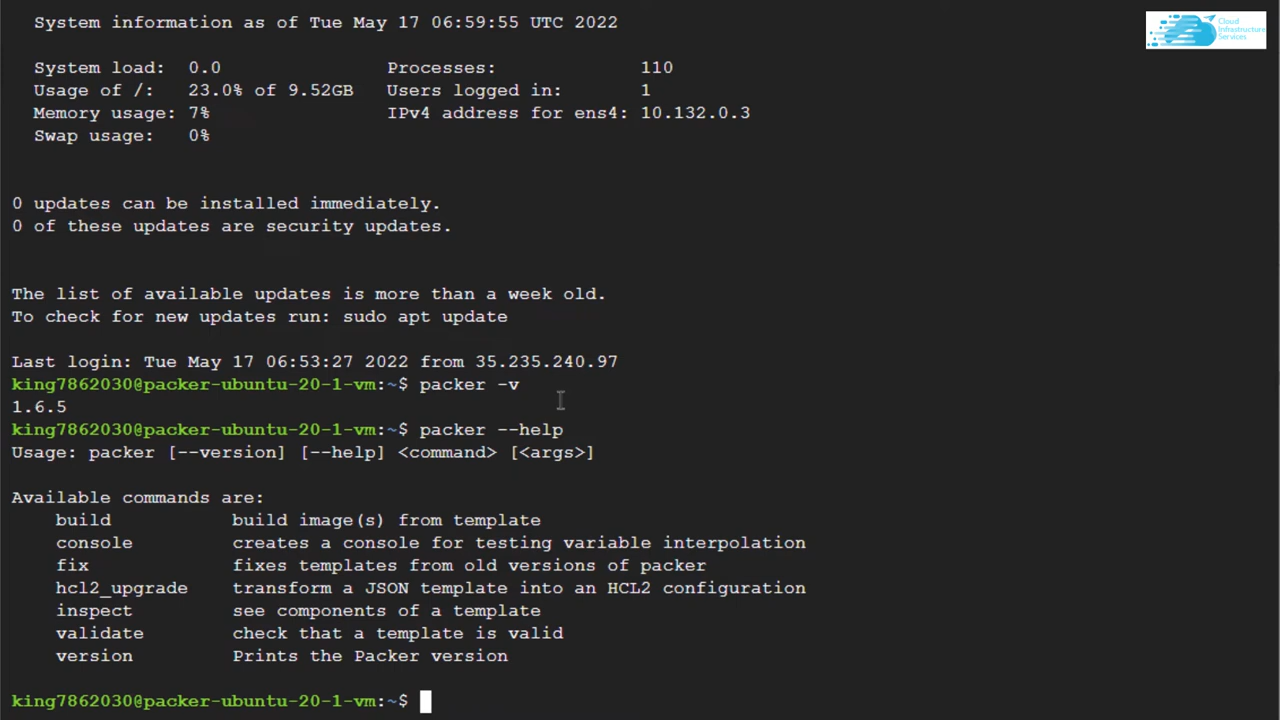 System information as of Tue May 17 06:59:55 UTC 2022
Cloud
Infrastructure
Services
System load: 0.0 Processes: 110
Usage of /: 23.0% of 9.52GB Users logged in: 1
Memory usage: 7% IPv4 address for ens4: 10.132.0.3
Swap usage: 0%
0 updates can be installed immediately.
0 of these updates are security updates.
The list of available updates is more than a week old.
To check for new updates run: sudo apt update
Last login: Tue May 17 06:53:27 2022 from 35.235.240.97
king7862030@packer-ubuntu-20-1-vm:~$ packer -v
1.6.5
king7862030@packer-ubuntu-20-1-vm:~$ packer --help
Usage: packer [--version] [--help] <command> [<args>]
Available commands are:
build build image(s) from template
console creates a console for testing variable interpolation
fix fixes templates from old versions of packer
hcl2_upgrade transform a JSON template into an HCL2 configuration
inspect see components of a template
validate check that a template is valid
version Prints the Packer version
king7862030@packer-ubuntu-20-1-vm:~$